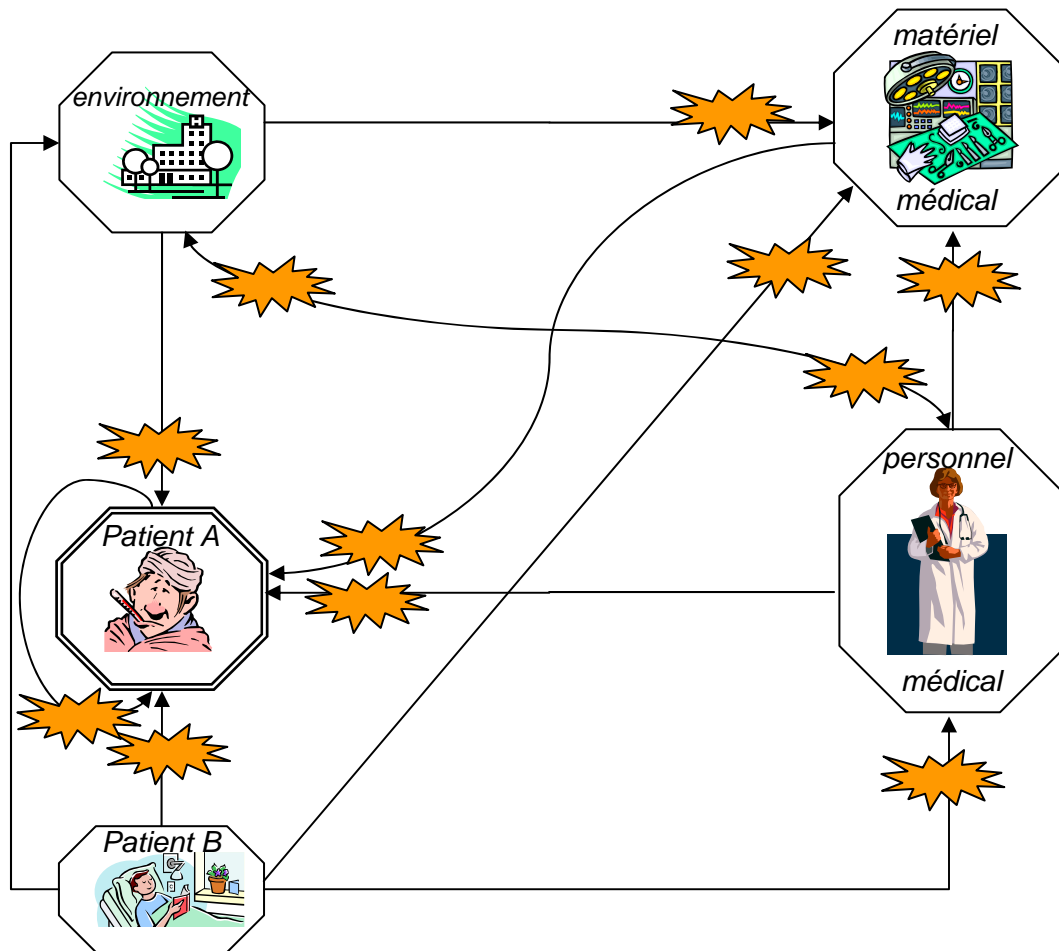 environnement
matériel
médical
Patient A
personnel
médical
Patient B